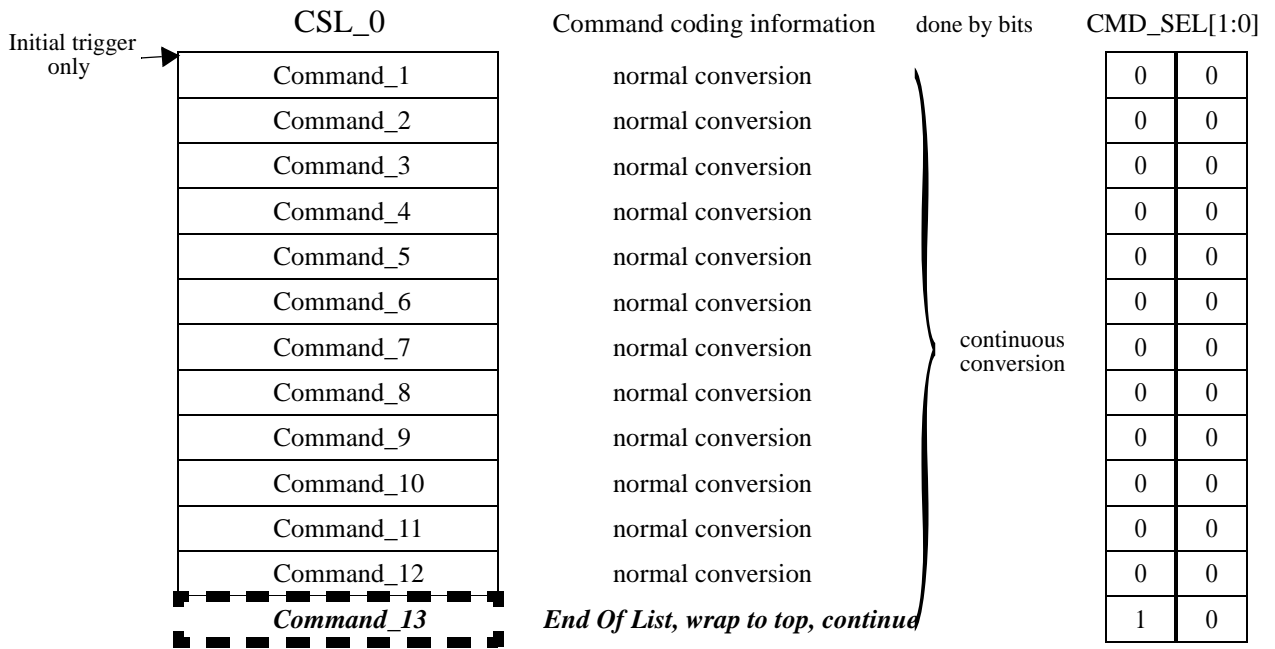 CSL_0 Command coding information done by bits CMD_SEL[1:0]
Initial trigger
only
Command_1 normal conversion 0 0
Command_2 normal conversion 0 0
Command_3 normal conversion 0 0
Command_4 normal conversion 0 0
Command_5 normal conversion 0 0
Command_6 normal conversion 0 0
Command_7 normal conversion 0 0
continuous
conversion
Command_8 normal conversion 0 0
Command_9 normal conversion 0 0
Command_10 normal conversion 0 0
Command_11 normal conversion 0 0
Command_12 normal conversion 0 0
Command_13 End Of List, wrap to top, continue 1 0